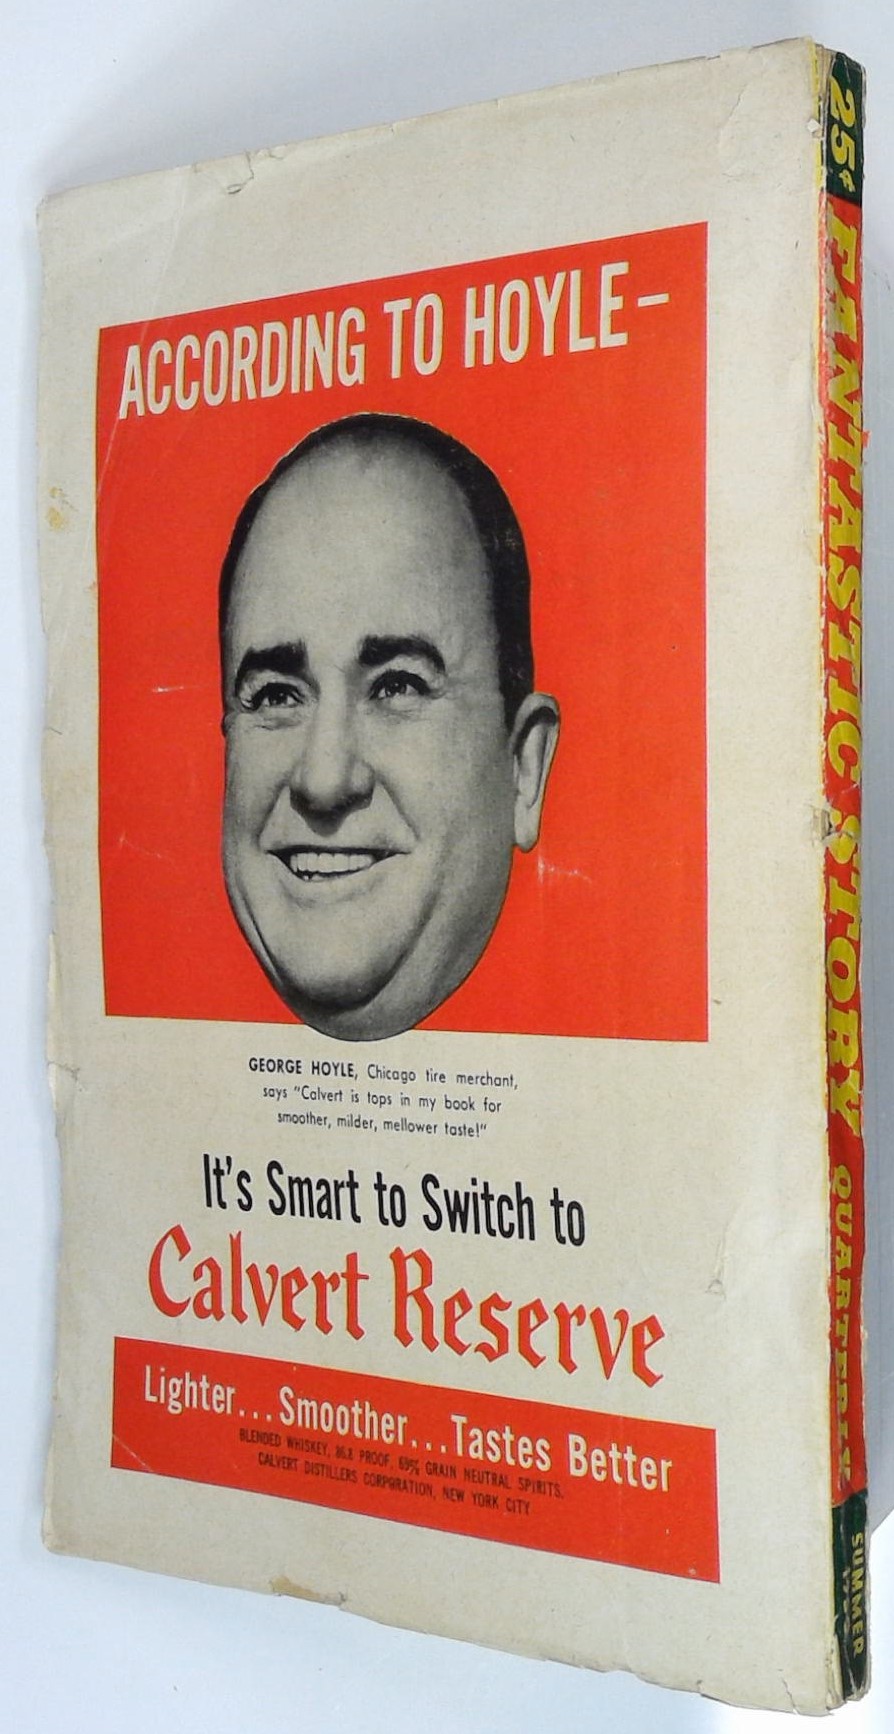 ACCORDING TO HOYLE–
GEORGE HOYLE, Chicago tire merchant,
says "Calvert is tops in my book for
smoother, milder, mellower taste!"
It's Smart to Switch to
Calvert Reserve
Lighter...Smoother...Tastes Better
BLENDED WHISKEY, 86.8 PROOF, 65% GRAIN NEUTRAL SPIRITS.
CALVERT DISTILLERS CORPORATION, NEW YORK CITY
25¢
FANTASTIC STORY QUARTERLY
SUMMER